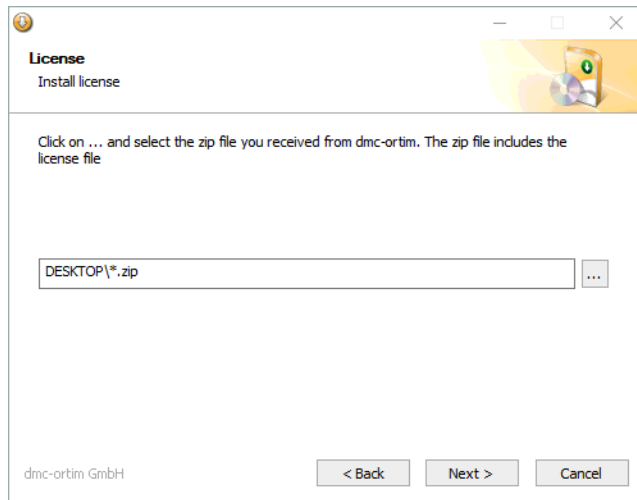 License
Install license
Click on ... and select the zip file you received from dmc-ortim. The zip file includes the
license file
DESKTOP\*.zip
...
dmc-ortim GmbH
< Back
Next >
Cancel